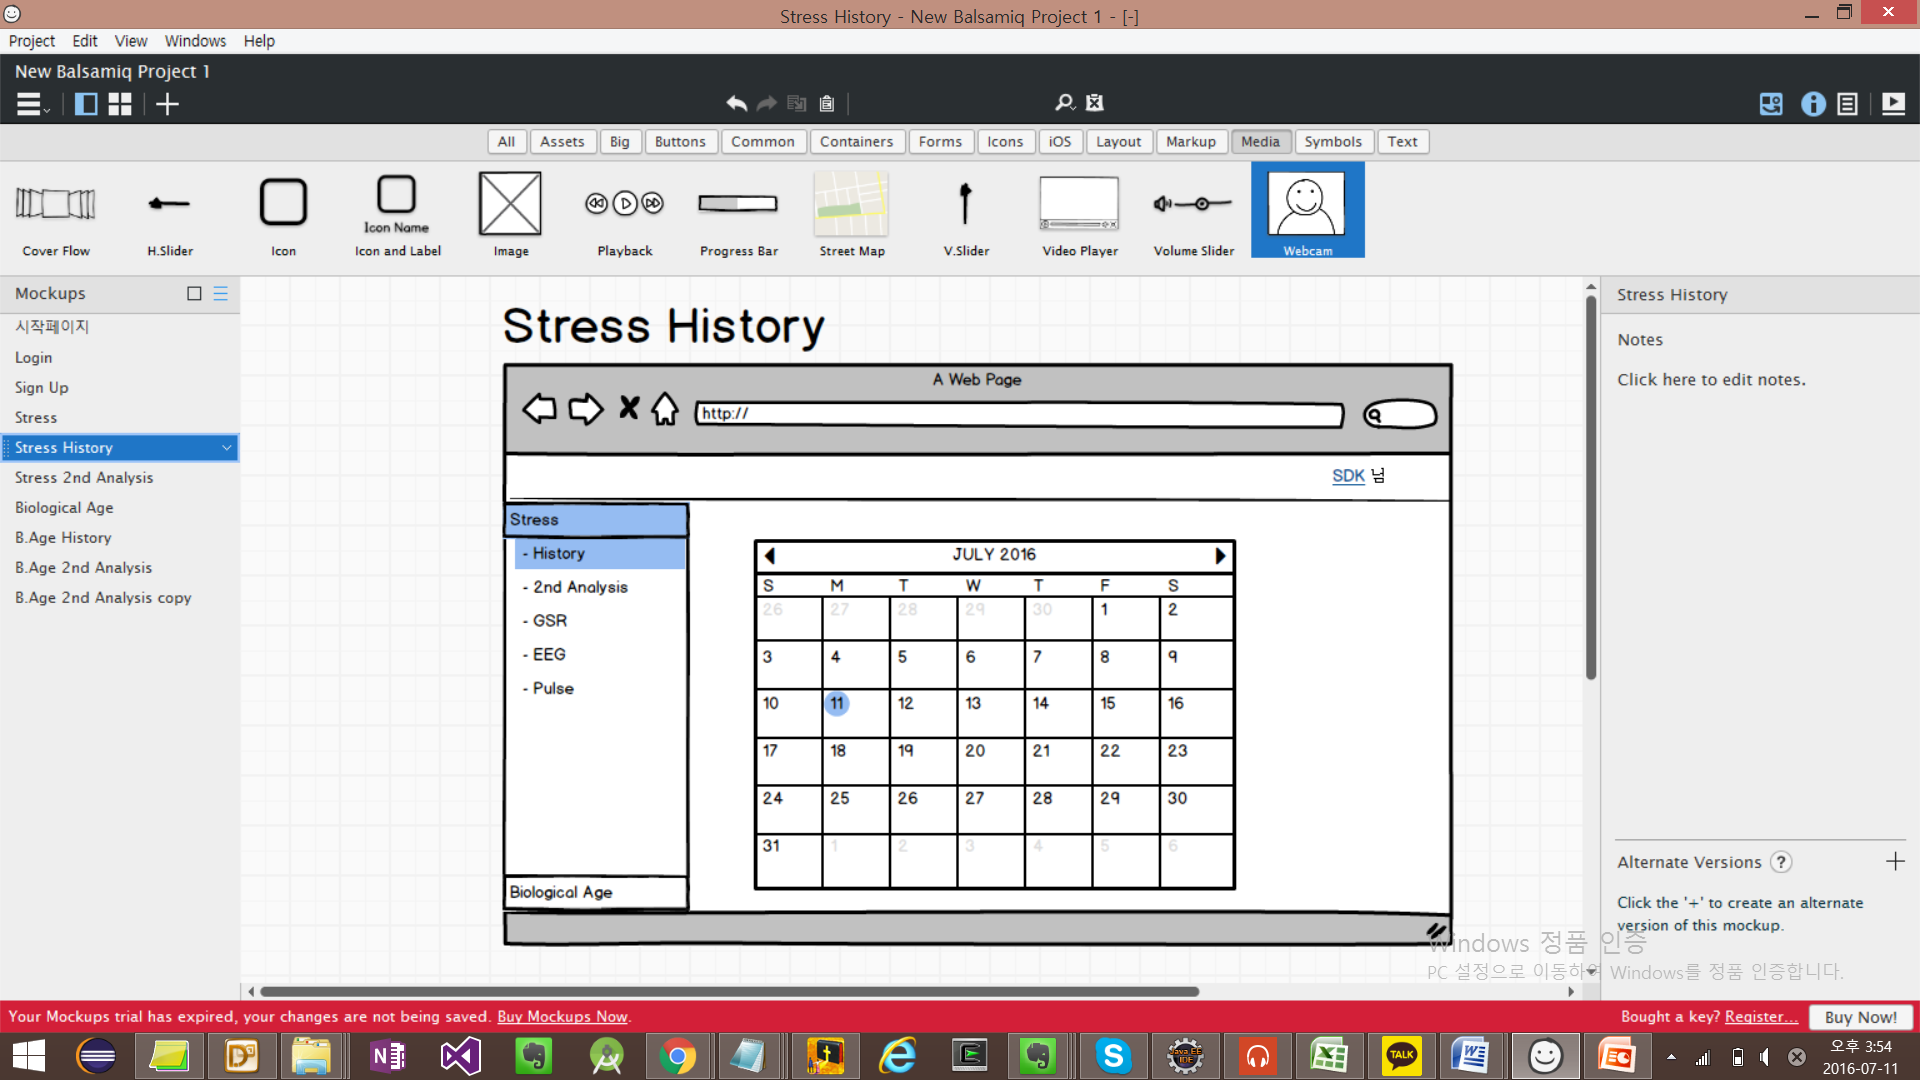 Stress History - New Balsamiq Project 1 - [-]
Project Edit View Windows Help
New Balsamiq Project 1
All Assets Big Buttons Common Containers Forms Icons iOS Layout Markup Media Symbols Text
Icon Name
Cover Flow H.Slider Icon Icon and Label Image Playback Progress Bar Street Map V.Slider Video Player Volume Slider Webcam
Mockups
시작페이지
Login
Sign Up
Stress
Stress History
Stress 2nd Analysis
Biological Age
B.Age History
B.Age 2nd Analysis
B.Age 2nd Analysis copy
Stress History
A Web Page
http://
SDK 님
Stress
- History
- 2nd Analysis
- GSR
- EEG
- Pulse
Biological Age
JULY 2016
S M T W T F S
26 27 28 29 30 1 2
3 4 5 6 7 8 9
10 11 12 13 14 15 16
17 18 19 20 21 22 23
24 25 26 27 28 29 30
31 1 2 3 4 5 6
Stress History
Notes
Click here to edit notes.
Alternate Versions ?
Click the '+' to create an alternate
version of this mockup.
Windows 정품 인증
PC 설정으로 이동하여 Windows를 정품 인증합니다.
Your Mockups trial has expired, your changes are not being saved. Buy Mockups Now.
Bought a key? Register... Buy Now!
Java EE
IDE
TALK
오후 3:54
2016-07-11